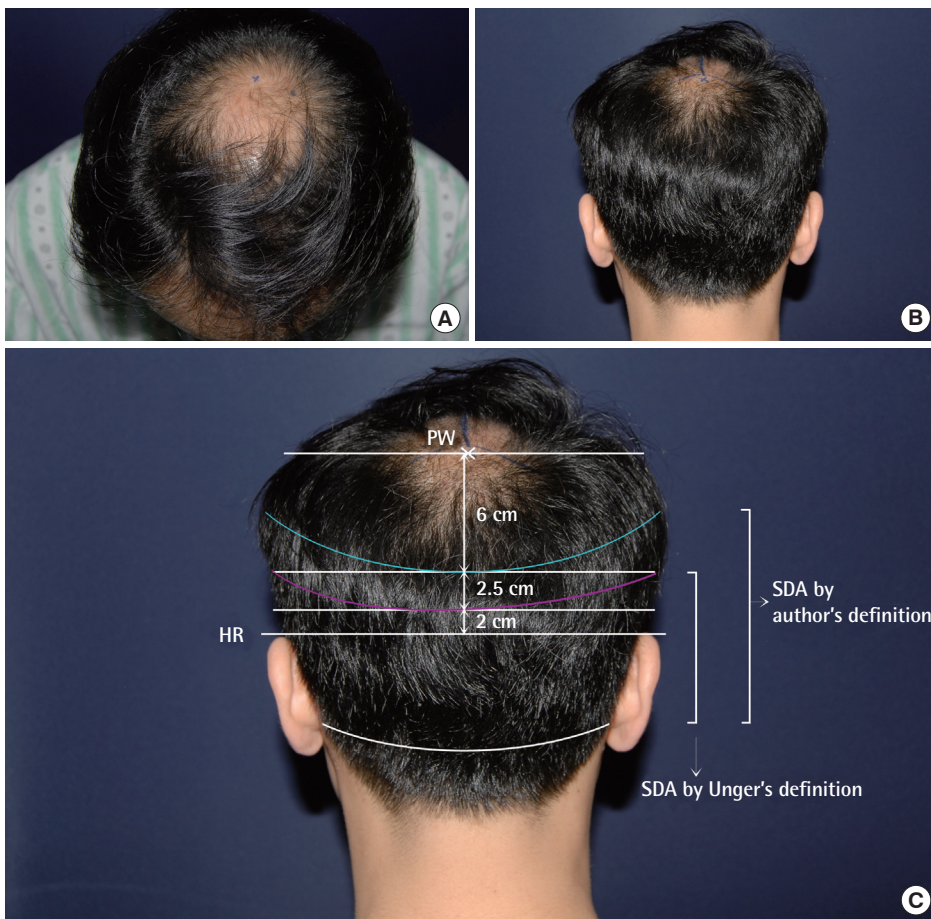 A
B
PW
6 cm
2.5 cm
2 cm
HR
SDA by
author's definition
SDA by Unger's definition
C